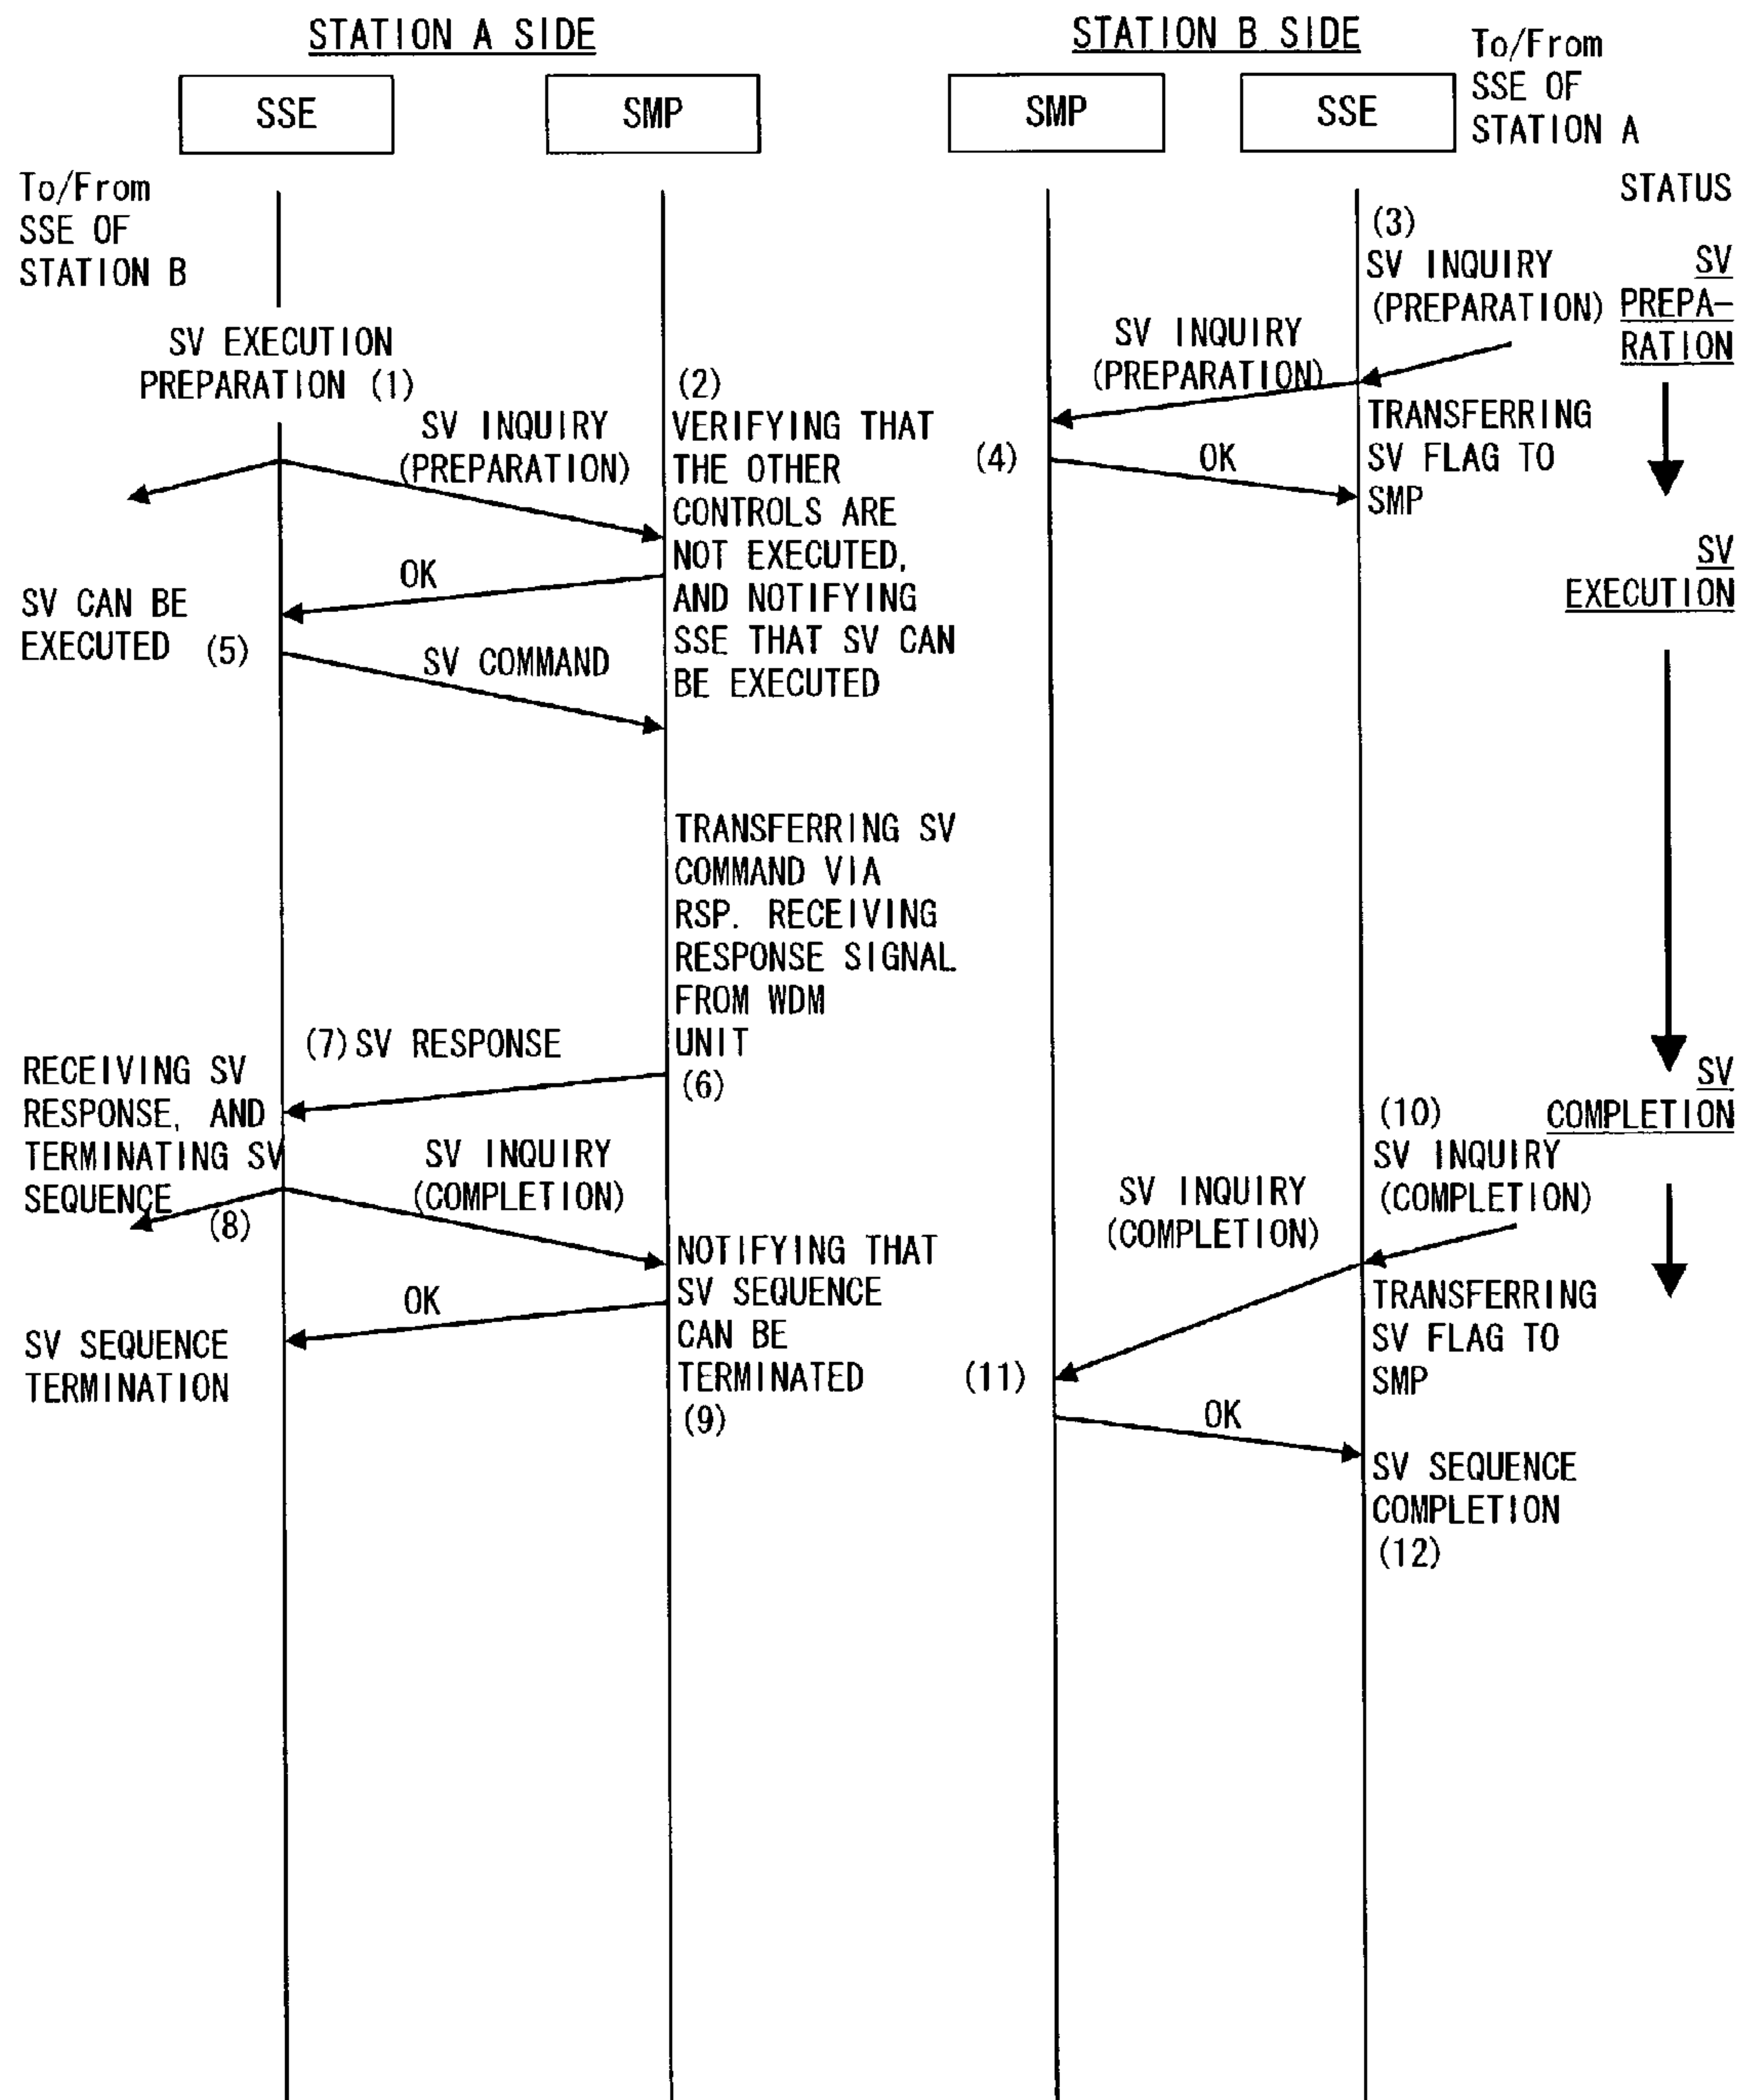 STATION A SIDE
STATION B SIDE
To/From
SSE OF
STATION A
SSE
SMP
SMP
SSE
To/From
SSE OF
STATION B
STATUS
SV EXECUTION
PREPARATION (1)
SV INQUIRY
(PREPARATION)
(2)
VERIFYING THAT
THE OTHER
CONTROLS ARE
NOT EXECUTED,
AND NOTIFYING
SSE THAT SV CAN
BE EXECUTED
SV INQUIRY
(PREPARATION)
(3)
SV INQUIRY
(PREPARATION)
SV
PREPA-
RATION
TRANSFERRING
SV FLAG TO
SMP
(4)
OK
OK
SV CAN BE
EXECUTED (5)
SV COMMAND
SV
EXECUTION
TRANSFERRING SV
COMMAND VIA
RSP. RECEIVING
RESPONSE SIGNAL
FROM WDM
UNIT
(6)
(7) SV RESPONSE
RECEIVING SV
RESPONSE, AND
TERMINATING SV
SEQUENCE
(8)
SV INQUIRY
(COMPLETION)
SV
COMPLETION
(10)
SV INQUIRY
(COMPLETION)
SV INQUIRY
(COMPLETION)
NOTIFYING THAT
SV SEQUENCE
CAN BE
TERMINATED
(9)
OK
SV SEQUENCE
TERMINATION
TRANSFERRING
SV FLAG TO
SMP
(11)
OK
SV SEQUENCE
COMPLETION
(12)